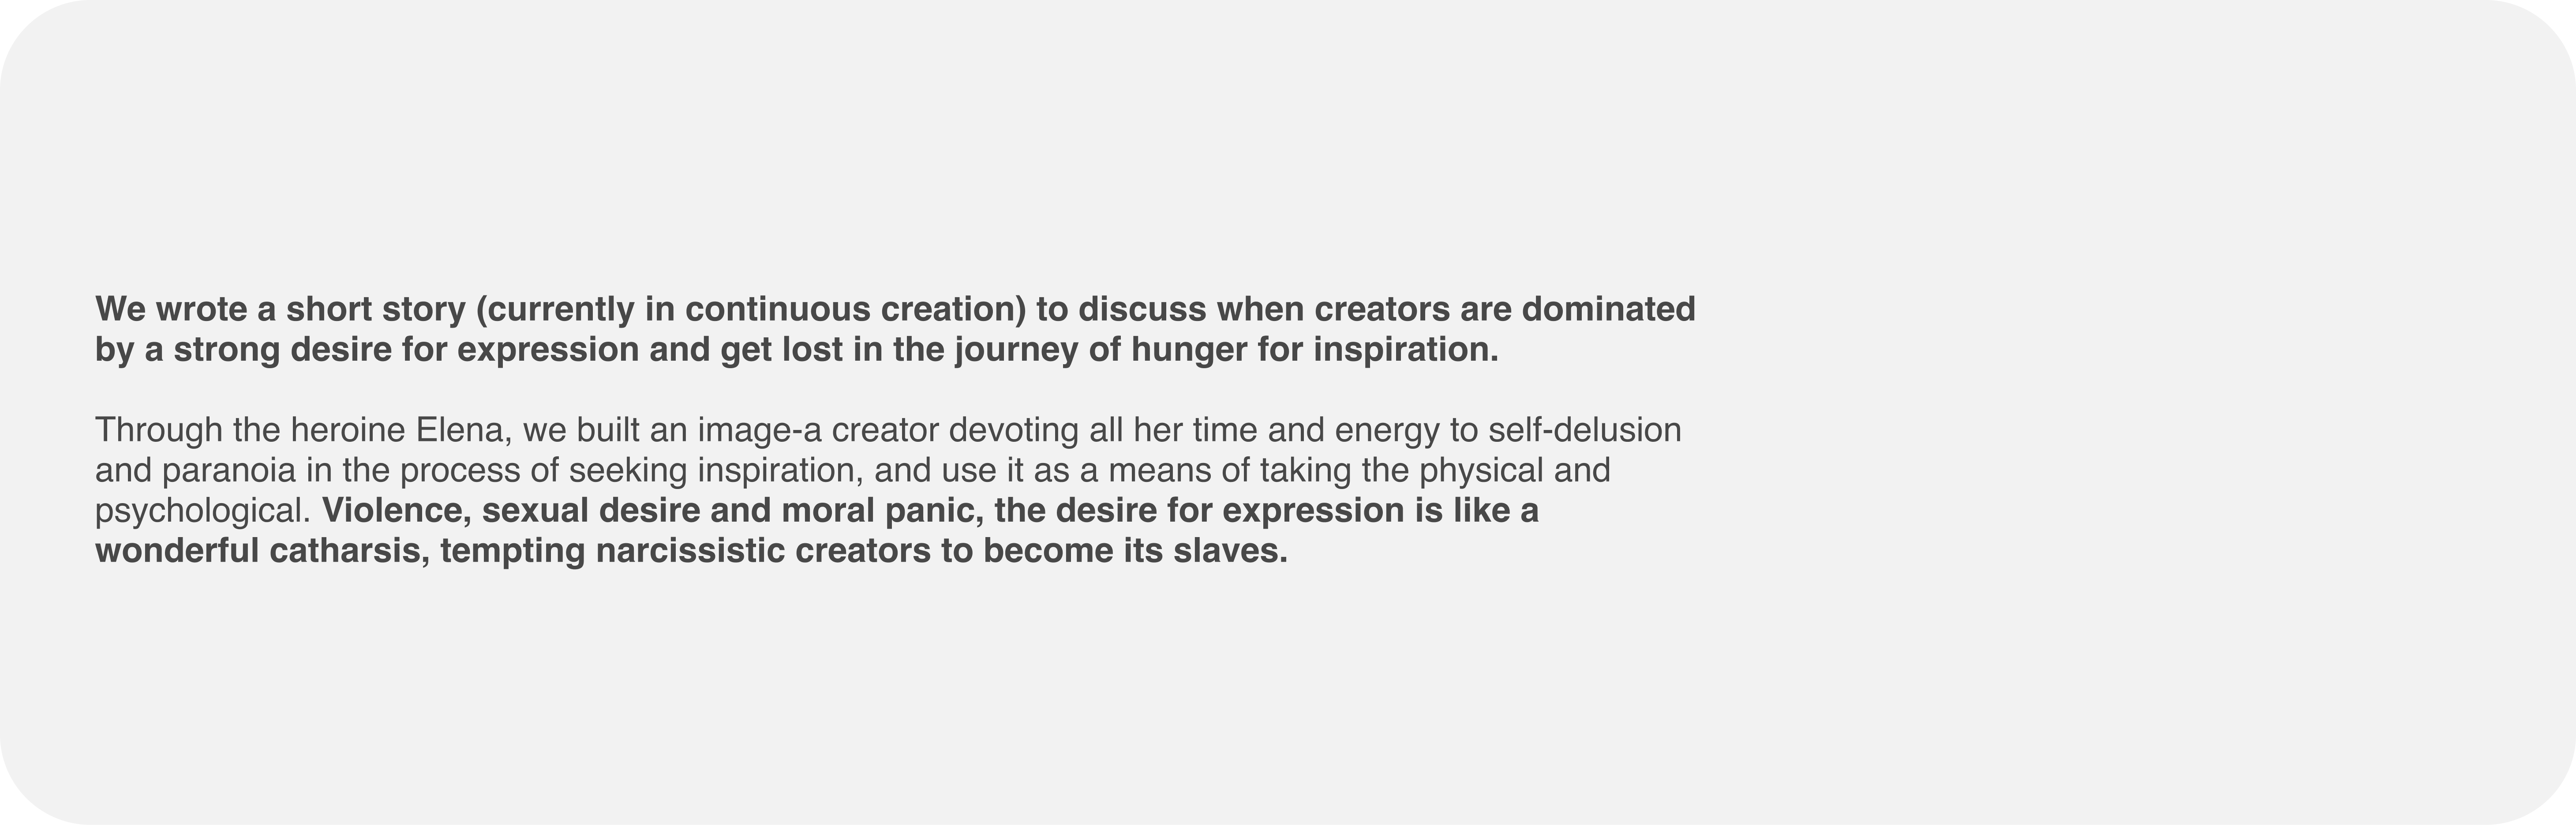 We wrote a short story (currently in continuous creation) to discuss when creators are dominated
by a strong desire for expression and get lost in the journey of hunger for inspiration.
Through the heroine Elena, we built an image-a creator devoting all her time and energy to self-delusion
and paranoia in the process of seeking inspiration, and use it as a means of taking the physical and
psychological. Violence, sexual desire and moral panic, the desire for expression is like a
wonderful catharsis, tempting narcissistic creators to become its slaves.